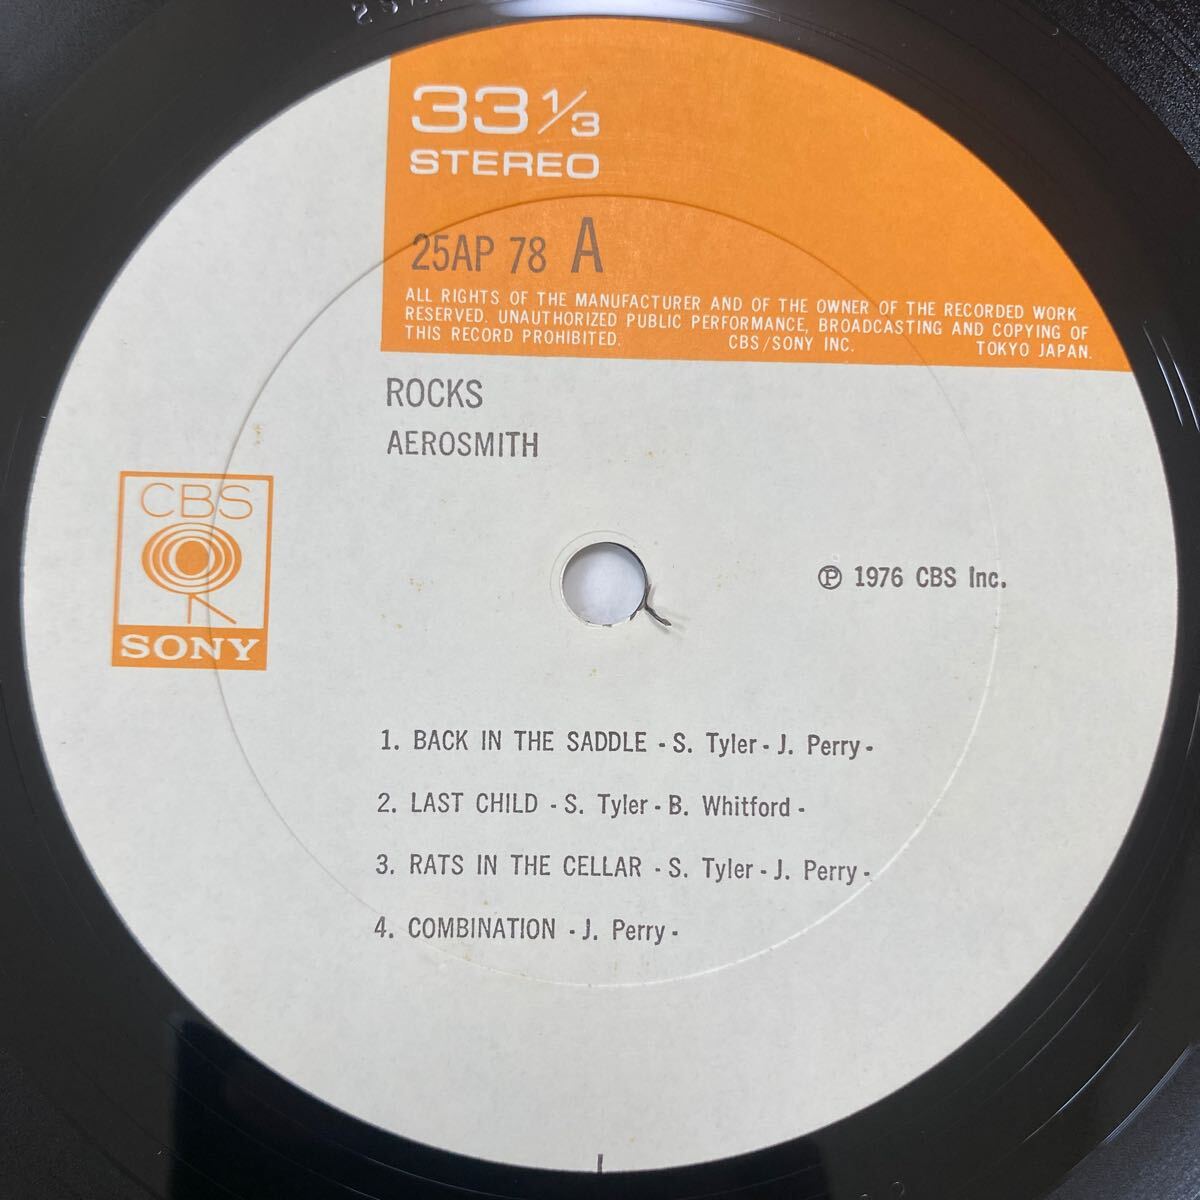 33 1/3
STEREO
25AP 78 A
ALL RIGHTS OF THE MANUFACTURER AND OF THE OWNER OF THE RECORDED WORK
RESERVED. UNAUTHORIZED PUBLIC PERFORMANCE, BROADCASTING AND COPYING OF
THIS RECORD PROHIBITED. CBS/SONY INC. TOKYO JAPAN.
ROCKS
AEROSMITH
CBS
SONY
℗ 1976 CBS Inc.
1. BACK IN THE SADDLE - S. Tyler - J. Perry -
2. LAST CHILD - S. Tyler - B. Whitford -
3. RATS IN THE CELLAR - S. Tyler - J. Perry -
4. COMBINATION - J. Perry -